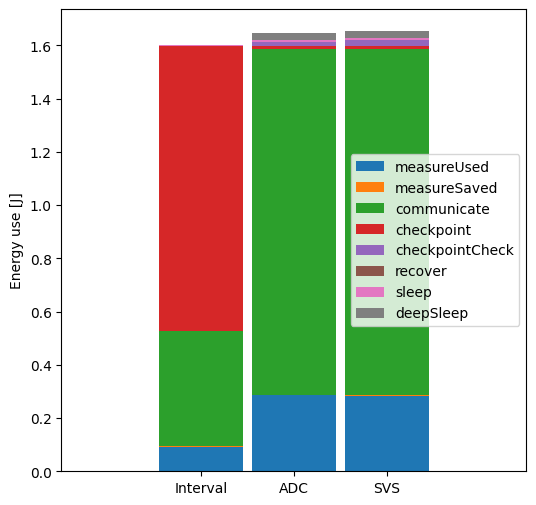 Energy use [J]
1.6
1.4
1.2
1.0
0.8
0.6
0.4
0.2
0.0
measureUsed
measureSaved
communicate
checkpoint
checkpointCheck
recover
sleep
deepSleep
Interval
ADC
SVS